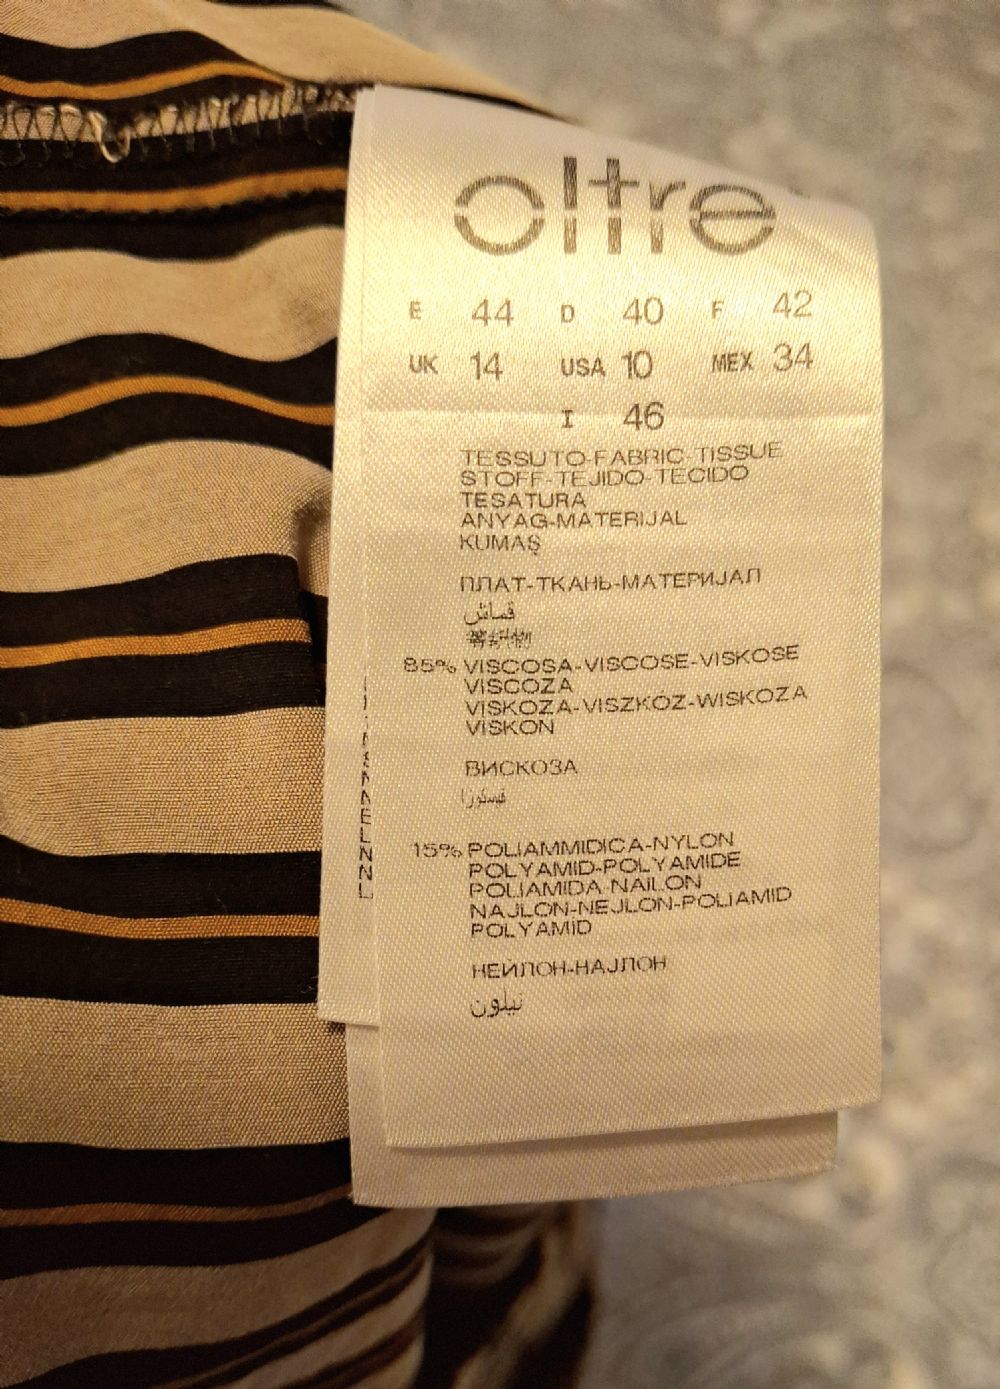 oltre
E 44 D 40 F 42
UK 14 USA 10 MEX 34
I 46
TESSUTO-FABRIC-TISSUE
STOFF-TEJIDO-TECIDO
TESATURA
ANYAG-MATERIJAL
KUMAŞ
ПЛАТ-ТКАНЬ-МАТЕРИЈАЛ
قماش
85% VISCOSA-VISCOSE-VISKOSE
VISCOZA
VISKOZA-VISZKÓZ-WISKOZA
VISKON
ВИСКОЗА
15% POLIAMMIDICA-NYLON
POLYAMID-POLYAMIDE
POLIAMIDA-NAILON
NAJLON-NEJLON-POLIAMID
POLYAMİD
НЕЙЛОН-НАЈЛОН
نيلون